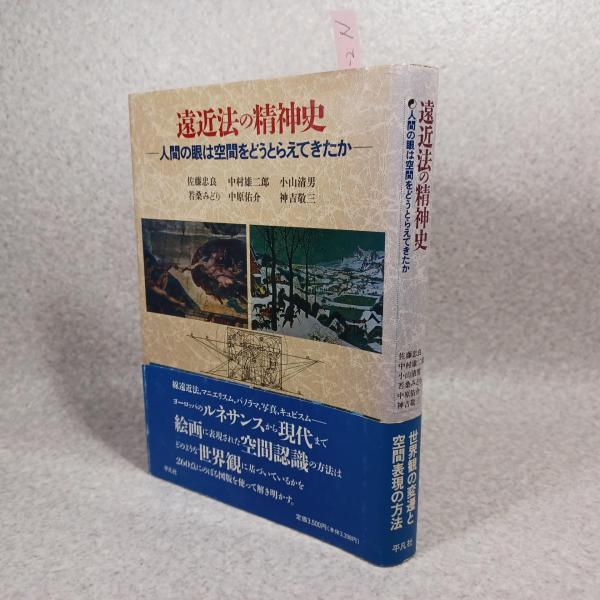 遠近法の精神史
人間の眼は空間をどうとらえてきたか
佐藤忠良 中村雄二郎 小山清男
若桑みどり 中原佑介 神吉敬三
線遠近法、マニエリスム、パノラマ、写真、キュビスム――
ヨーロッパのルネサンスから現代まで
絵画に表現された空間認識の方法は
どのような世界観に基づいているかを
260点にのぼる図版を使って解き明かす。
平凡社
定価3,500円(本体3,398円)
遠近法の精神史
人間の眼は空間をどうとらえてきたか
佐藤忠良
中村雄二郎
小山清男
若桑みどり
中原佑介
神吉敬三
世界観の変遷と
空間表現の方法
平凡社